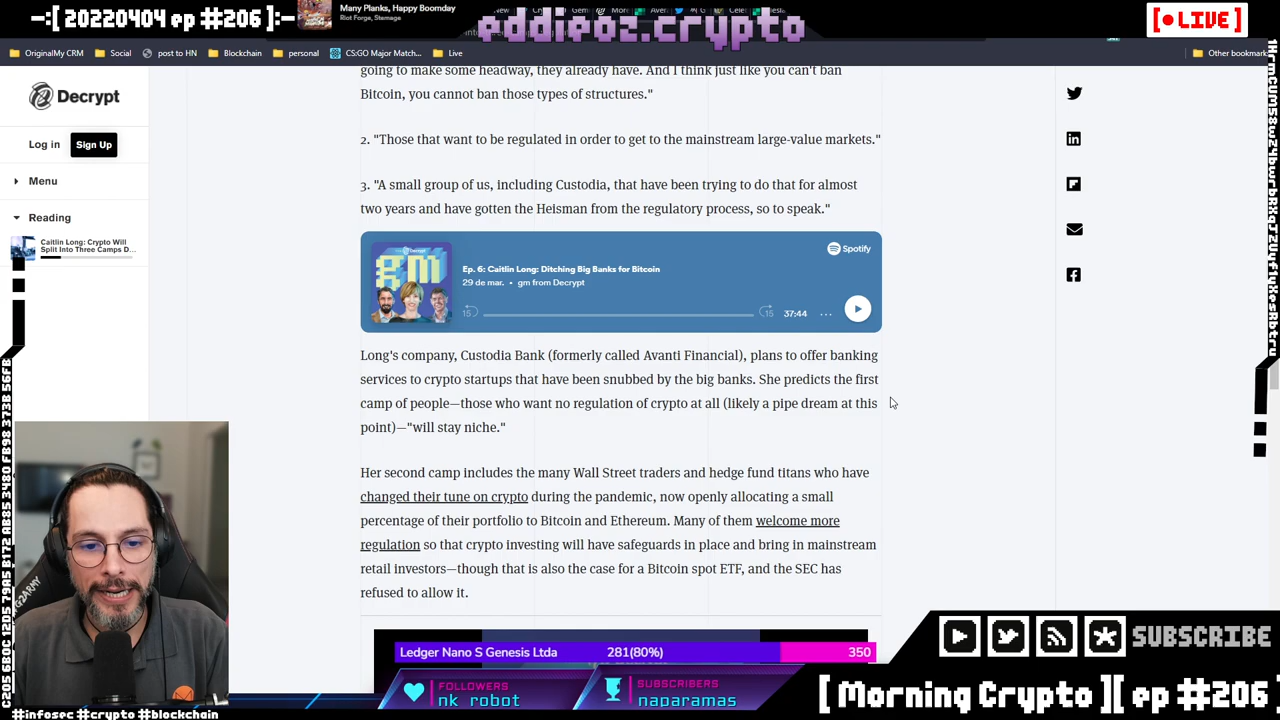 -:[ 20220404 ep #206 ]:-
Many Planks, Happy Boomday
Riot Forge, Stemage
eddieoz.crypto
[•LIVE]
OriginalMy CRM
Social
post to HN
Blockchain
personal
CS:GO Major Match...
Live
Other bookmark
Decrypt
Log in
Sign Up
Menu
Reading
Caitlin Long: Crypto Will
Split Into Three Camps D...
going to make some headway, they already have. And I think just like you can't ban
Bitcoin, you cannot ban those types of structures."
2. "Those that want to be regulated in order to get to the mainstream large-value markets."
3. "A small group of us, including Custodia, that have been trying to do that for almost
two years and have gotten the Heisman from the regulatory process, so to speak."
gm
Spotify
Ep. 6: Caitlin Long: Ditching Big Banks for Bitcoin
29 de mar. • gm from Decrypt
15
15
37:44
Long's company, Custodia Bank (formerly called Avanti Financial), plans to offer banking
services to crypto startups that have been snubbed by the big banks. She predicts the first
camp of people—those who want no regulation of crypto at all (likely a pipe dream at this
point)—"will stay niche."
Her second camp includes the many Wall Street traders and hedge fund titans who have
changed their tune on crypto during the pandemic, now openly allocating a small
percentage of their portfolio to Bitcoin and Ethereum. Many of them welcome more
regulation so that crypto investing will have safeguards in place and bring in mainstream
retail investors—though that is also the case for a Bitcoin spot ETF, and the SEC has
refused to allow it.
Ledger Nano S Genesis Ltda 281(80%) 350
FOLLOWERS
nk_robot
SUBSCRIBERS
naparamas
SUBSCRIBE
[Morning Crypto][ep #206]
#infosec #crypto #blockchain